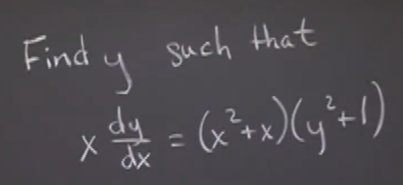 Find y such that
x dy/dx = (x²+x)(y²+1)